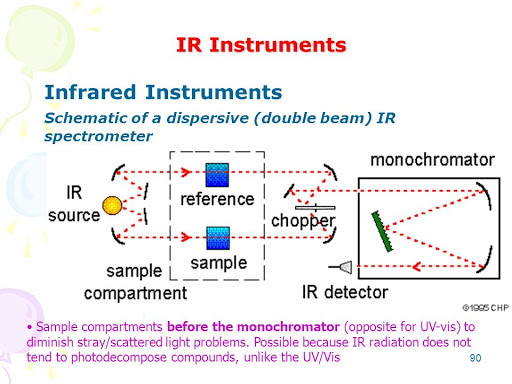 IR Instruments
Infrared Instruments
Schematic of a dispersive (double beam) IR
spectrometer
monochromator
IR
source
reference
chopper
sample
sample
compartment
IR detector
©1995 CHP
• Sample compartments before the monochromator (opposite for UV-vis) to
diminish stray/scattered light problems. Possible because IR radiation does not
tend to photodecompose compounds, unlike the UV/Vis
90